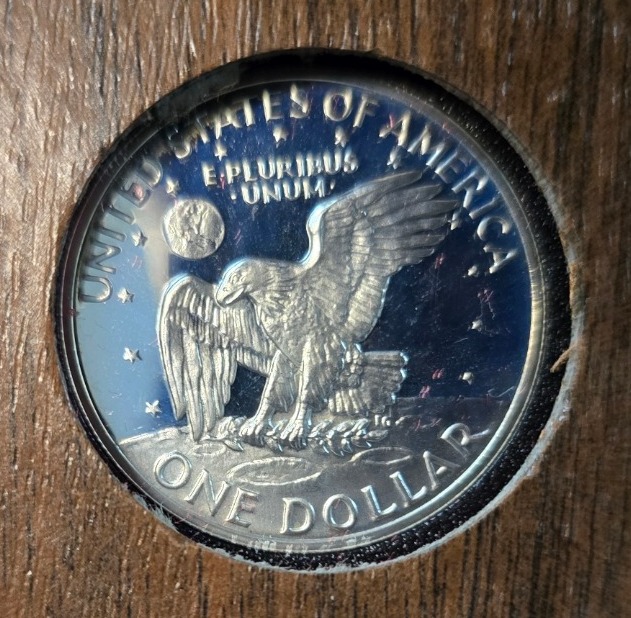 UNITED STATES OF AMERICA
E PLURIBUS
UNUM
ONE DOLLAR